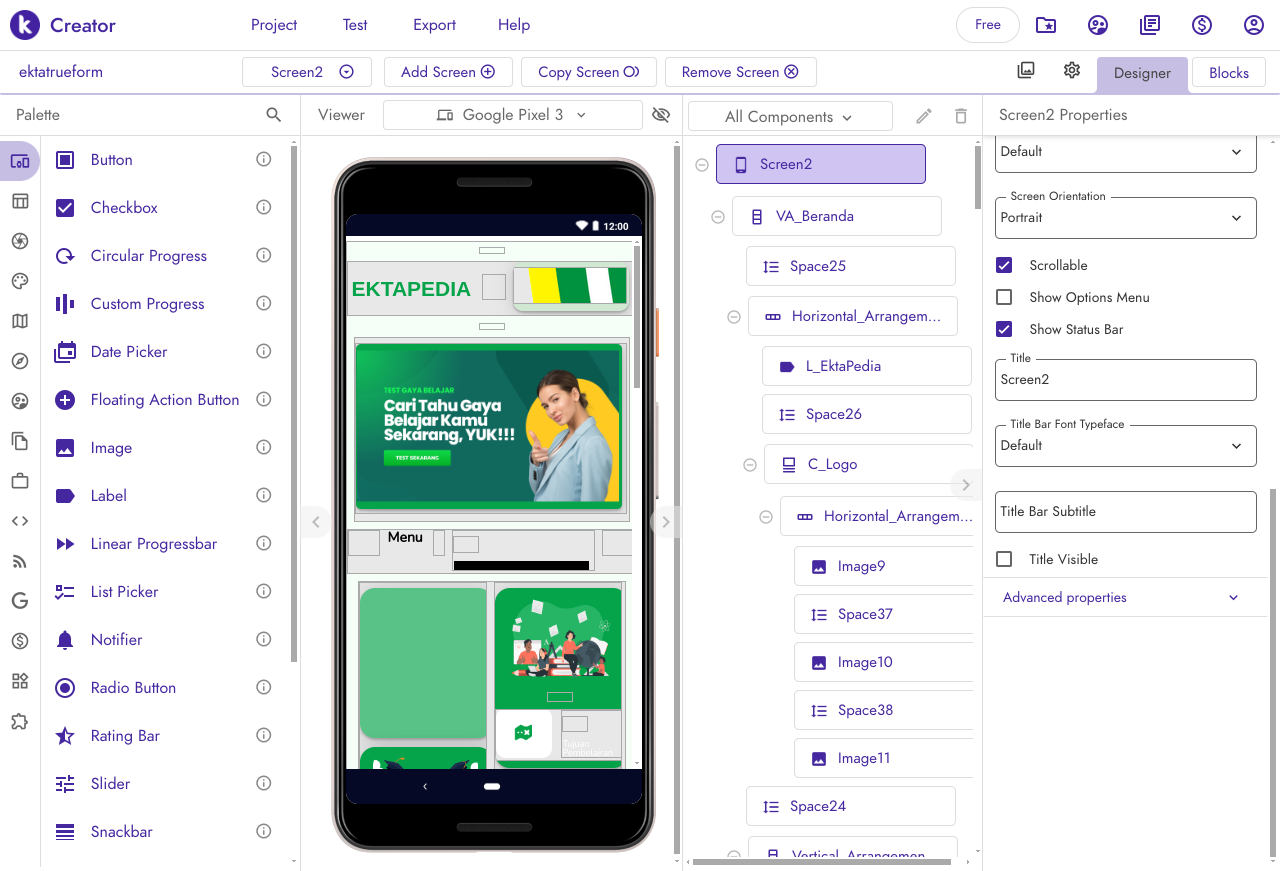 Creator
Project
Test
Export
Help
Free
ektatrueform
Screen2
Add Screen
Copy Screen
Remove Screen
Designer
Blocks
Palette
Button
Checkbox
Circular Progress
Custom Progress
Date Picker
Floating Action Button
Image
Label
Linear Progressbar
List Picker
Notifier
Radio Button
Rating Bar
Slider
Snackbar
Viewer
Google Pixel 3
12:00
EKTAPEDIA
TEST GAYA BELAJAR
Cari Tahu Gaya
Belajar Kamu
Sekarang, YUK!!!
TEST SEKARANG
Menu
Tujuan
Pembelajaran
All Components
Screen2
VA_Beranda
Space25
Horizontal_Arrangem...
L_EktaPedia
Space26
C_Logo
Horizontal_Arrangem...
Image9
Space37
Image10
Space38
Image11
Space24
Vertical_Arrangemen
Screen2 Properties
Default
Screen Orientation
Portrait
Scrollable
Show Options Menu
Show Status Bar
Title
Screen2
Title Bar Font Typeface
Default
Title Bar Subtitle
Title Visible
Advanced properties